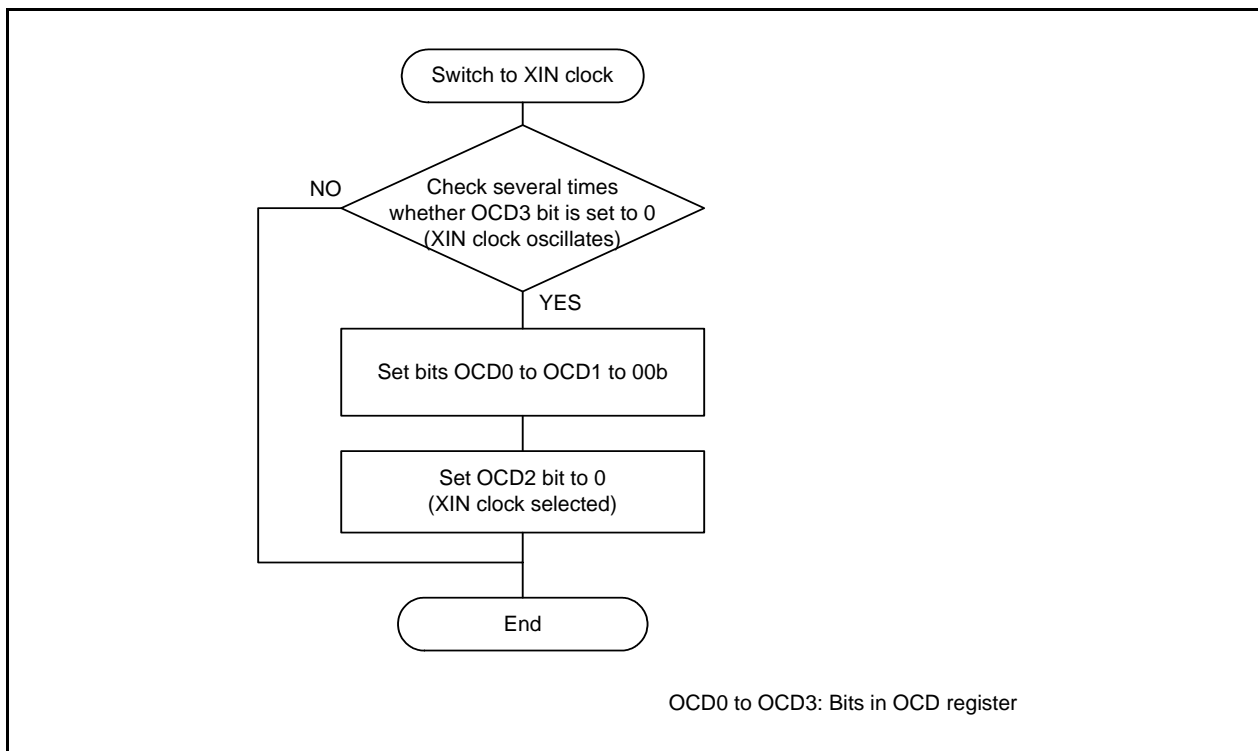 Switch to XIN clock
NO
Check several times
whether OCD3 bit is set to 0
(XIN clock oscillates)
YES
Set bits OCD0 to OCD1 to 00b
Set OCD2 bit to 0
(XIN clock selected)
End
OCD0 to OCD3: Bits in OCD register